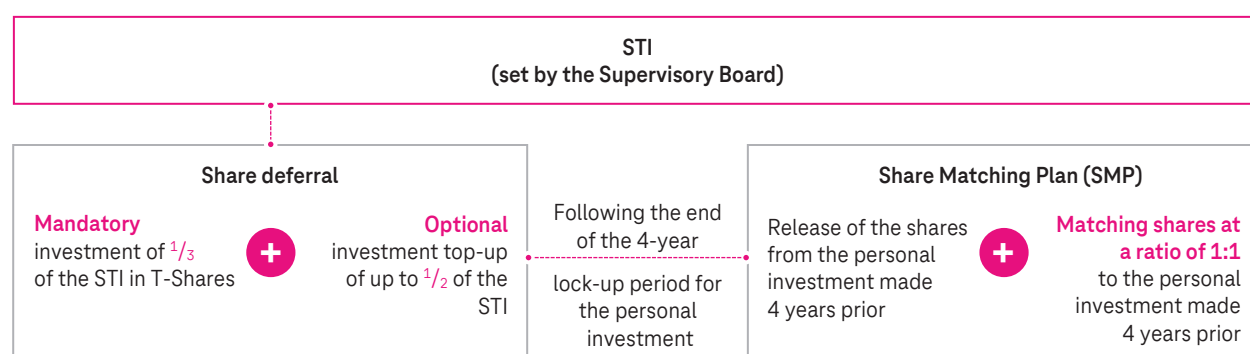 STI
(set by the Supervisory Board)
Share deferral
Mandatory
investment of 1/3
of the STI in T-Shares
+
Optional
investment top-up
of up to 1/2 of the
STI
Following the end
of the 4-year
lock-up period for
the personal
investment
Share Matching Plan (SMP)
Release of the shares
from the personal
investment made
4 years prior
+
Matching shares at
a ratio of 1:1
to the personal
investment made
4 years prior